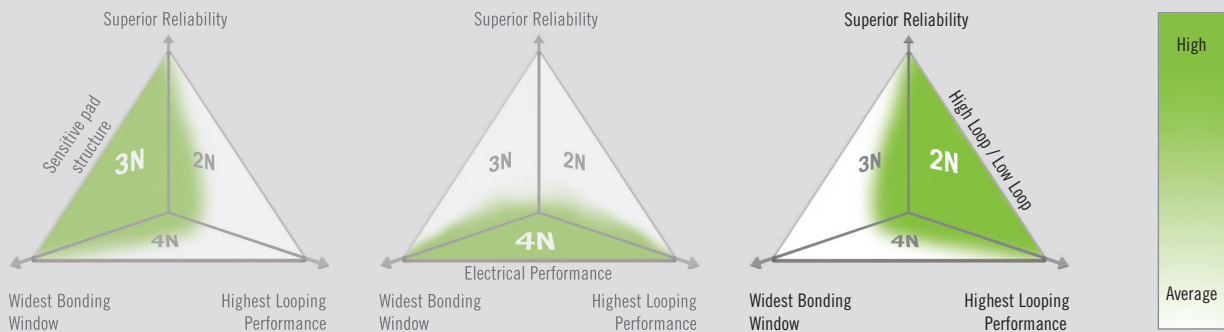 Superior Reliability
Sensitive pad
structure
3N
2N
4N
Widest Bonding
Window
Highest Looping
Performance
Superior Reliability
3N
2N
4N
Electrical Performance
Widest Bonding
Window
Highest Looping
Performance
Superior Reliability
High Loop / Low Loop
3N
2N
4N
Widest Bonding
Window
Highest Looping
Performance
High
Average